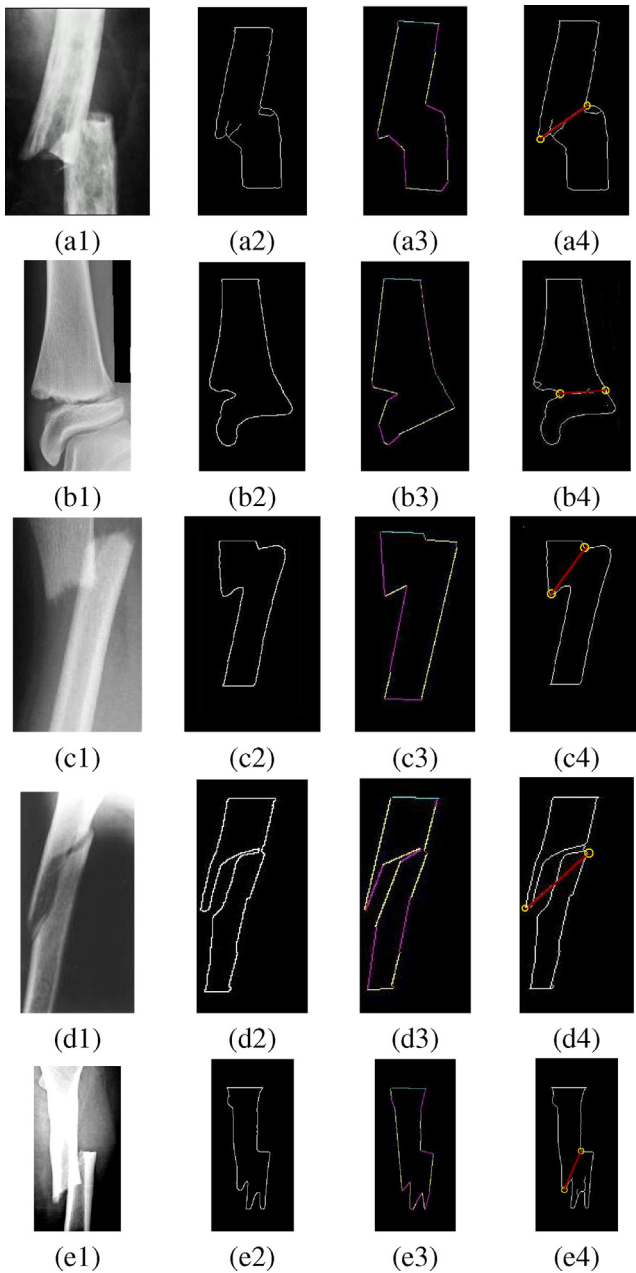 (a1) (a2) (a3) (a4)
(b1) (b2) (b3) (b4)
(c1) (c2) (c3) (c4)
(d1) (d2) (d3) (d4)
(e1) (e2) (e3) (e4)